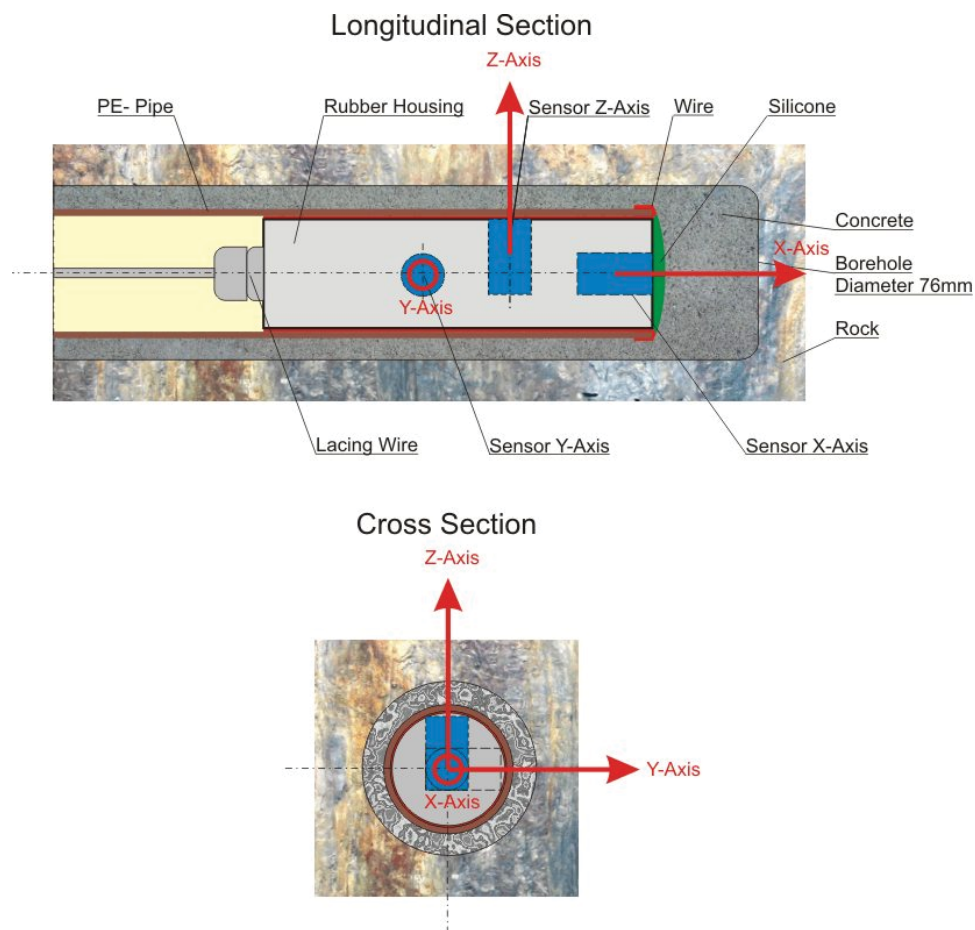 Longitudinal Section
Z-Axis
PE- Pipe
Rubber Housing
Sensor Z-Axis
Wire
Silicone
Concrete
X-Axis
Borehole
Diameter 76mm
Y-Axis
Rock
Lacing Wire
Sensor Y-Axis
Sensor X-Axis
Cross Section
Z-Axis
Y-Axis
X-Axis